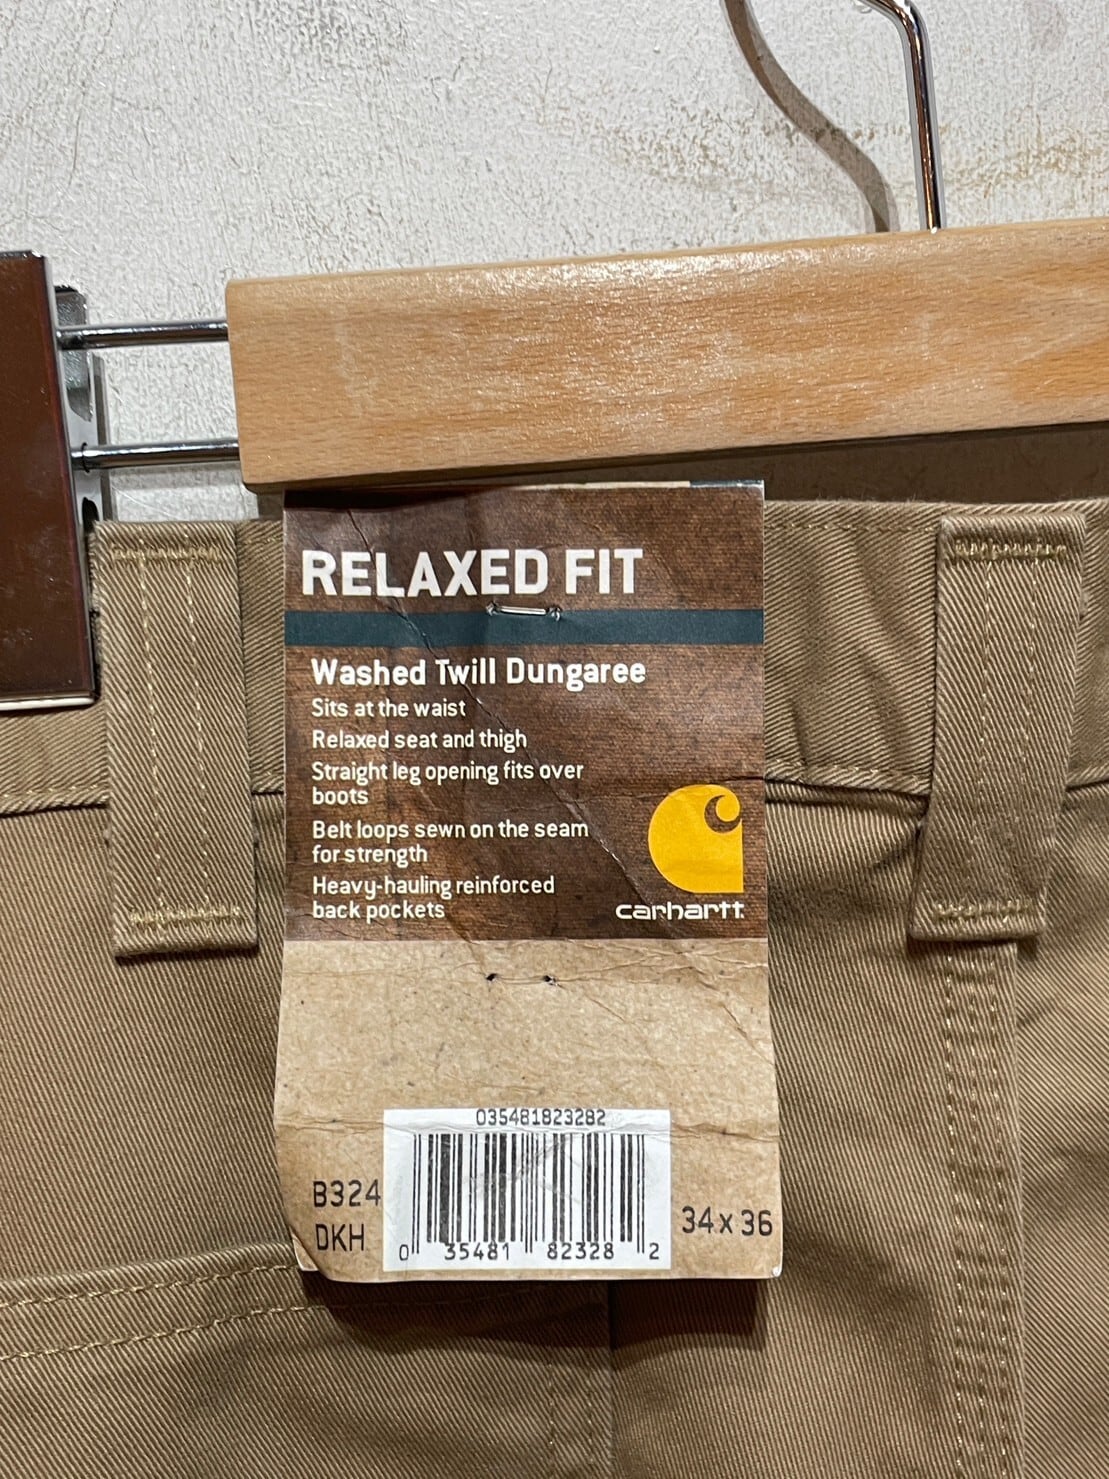 RELAXED FIT
Washed Twill Dungaree
Sits at the waist
Relaxed seat and thigh
Straight leg opening fits over
boots
Belt loops sewn on the seam
for strength
Heavy-hauling reinforced
back pockets
carhartt
035481823282
B324
DKH
0 35481 82328 2
34 x 36